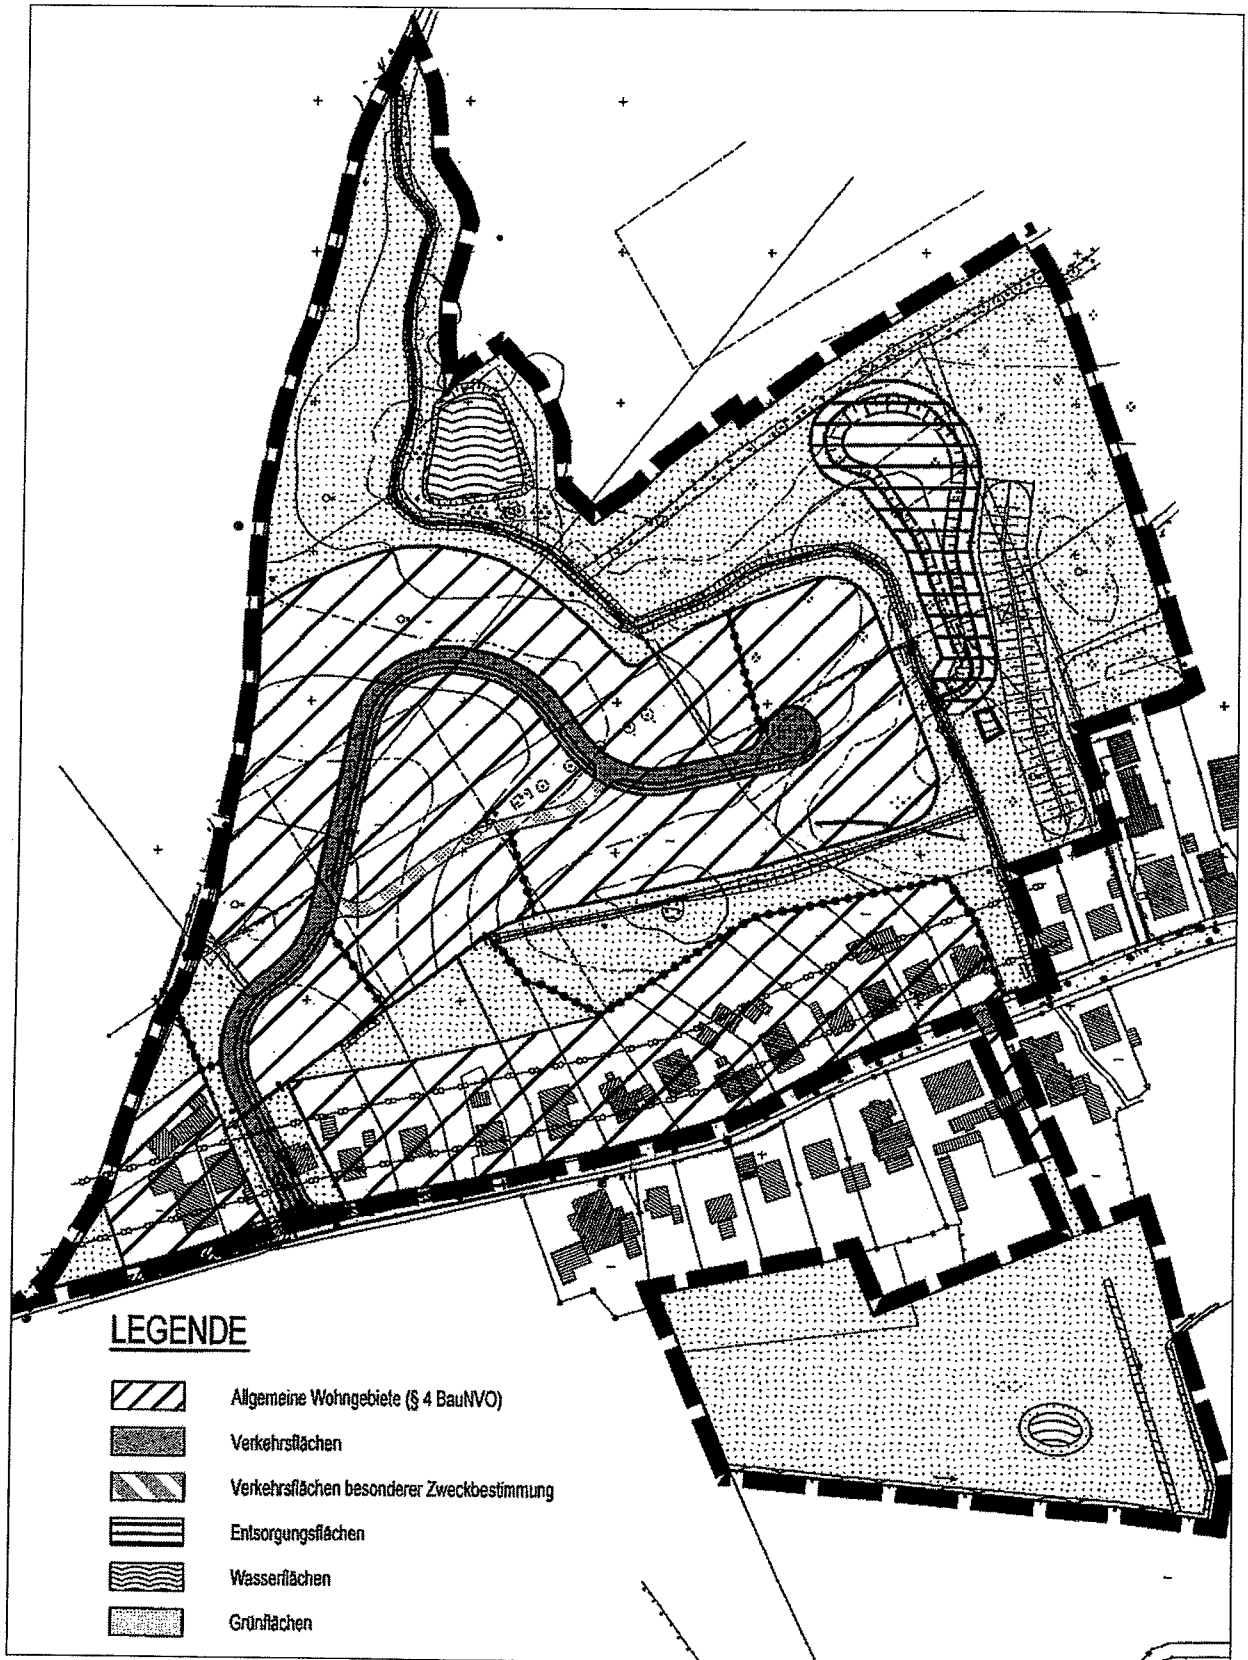 LEGENDE
Allgemeine Wohngebiete (§ 4 BauNVO)
Verkehrsflächen
Verkehrsflächen besonderer Zweckbestimmung
Entsorgungsflächen
Wasserflächen
Grünflächen